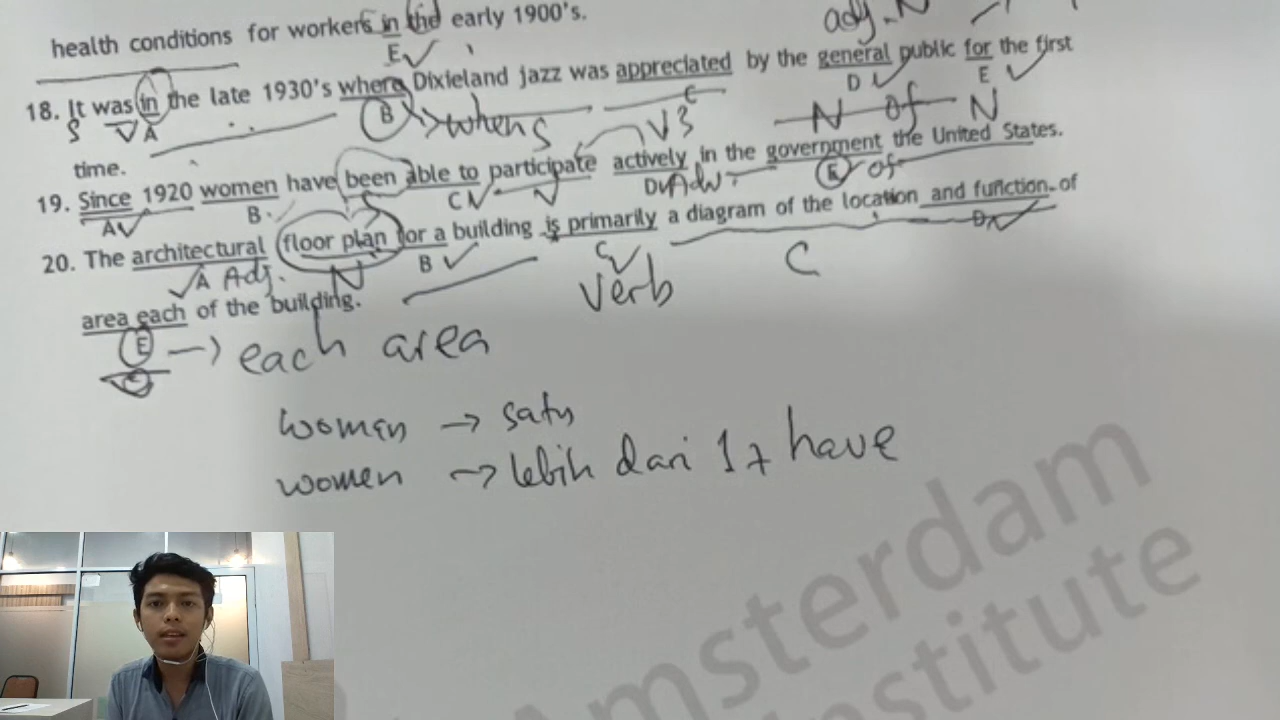 health conditions for workers in the early 1900's.
adj. N
E
18. It was in the late 1930's where Dixieland jazz was appreciated by the general public for the first
S V A
B
when S
C
V3
D
E
N of N
time.
19. Since 1920 women have been able to participate actively in the government the United States.
A
B
C
V
D Adv
E of
20. The architectural floor plan for a building is primarily a diagram of the location and function of
A Adj.
N
B
C
Verb
C
D
area each of the building.
E → each area
women → satu
women → lebih dari 1 → have
Amsterdam
Institute